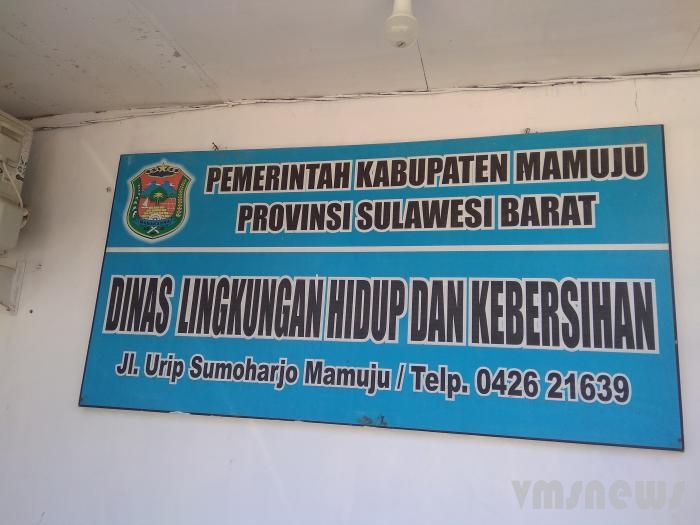 PEMERINTAH KABUPATEN MAMUJU
PROVINSI SULAWESI BARAT
DINAS LINGKUNGAN HIDUP DAN KEBERSIHAN
Jl. Urip Sumoharjo Mamuju / Telp. 0426 21639
vmsnews